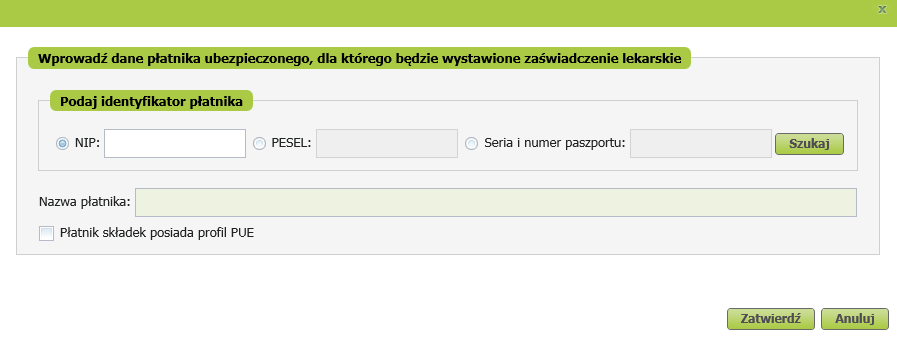 x
Wprowadź dane płatnika ubezpieczonego, dla którego będzie wystawione zaświadczenie lekarskie
Podaj identyfikator płatnika
NIP: PESEL: Seria i numer paszportu: Szukaj
Nazwa płatnika:
Płatnik składek posiada profil PUE
Zatwierdź Anuluj